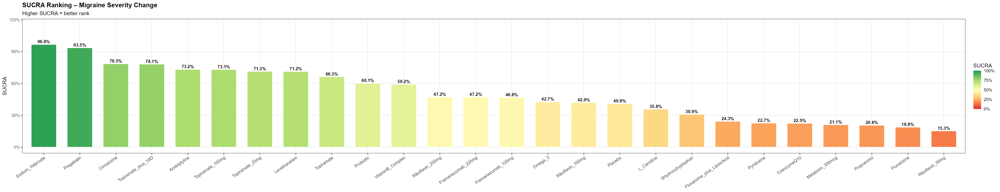 SUCRA Ranking – Migraine Severity Change
Higher SUCRA = better rank
120%
90%
60%
30%
0%
SUCRA
96.6%
93.5%
78.5%
78.1%
73.2%
73.1%
71.3%
71.2%
66.3%
60.1%
59.2%
47.2%
47.2%
46.8%
42.7%
42.0%
40.9%
35.8%
30.9%
24.3%
22.7%
22.5%
21.1%
20.6%
18.8%
15.3%
Sodium_Valproate
Pregabalin
Cinnarizine
Topiramate_plus_VitD
Amitriptyline
Topiramate_100mg
Topiramate_25mg
Levetiracetam
Topiramate
Probiotic
VitaminB_Complex
Riboflavin_200mg
Fremanezumab_225mg
Fremanezumab_120mg
Omega_3
Riboflavin_100mg
Placebo
L_Carnitine
5Hydroxytryptophan
Flunarizine_plus_LipoicAcid
Pyridoxine
CoenzymeQ10
Melatonin_300mcg
Propranolol
Flunarizine
Riboflavin_50mg
SUCRA
100%
75%
50%
25%
0%